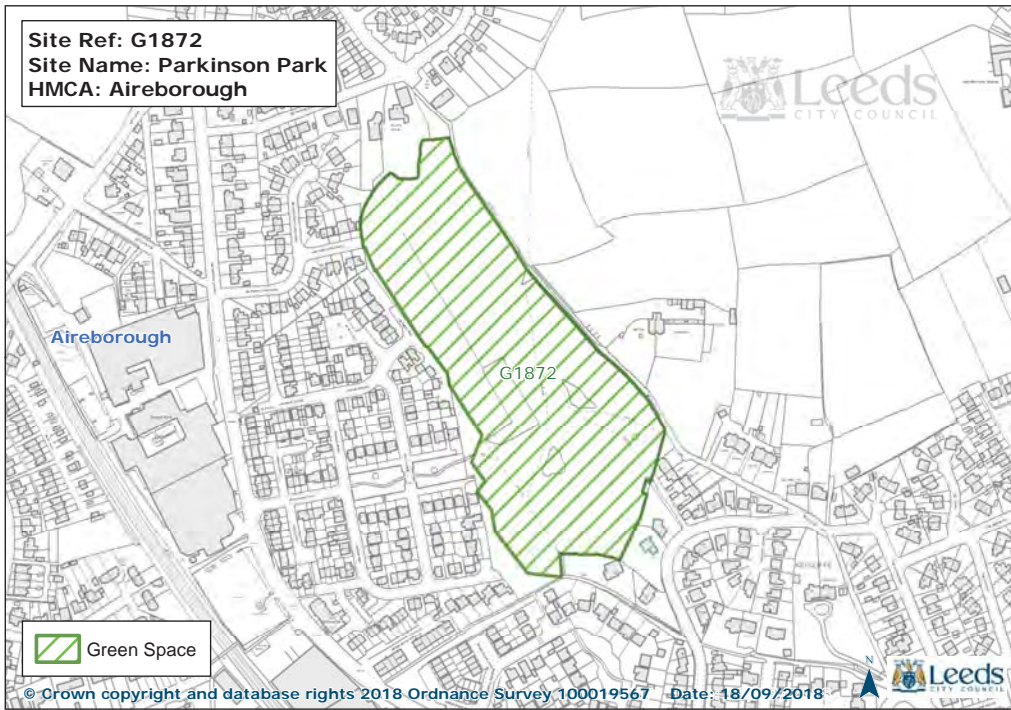 Site Ref: G1872
Site Name: Parkinson Park
HMCA: Aireborough
Leeds
CITY COUNCIL
Aireborough
G1872
Green Space
© Crown copyright and database rights 2018 Ordnance Survey 100019567 Date: 18/09/2018
N
Leeds
CITY COUNCIL